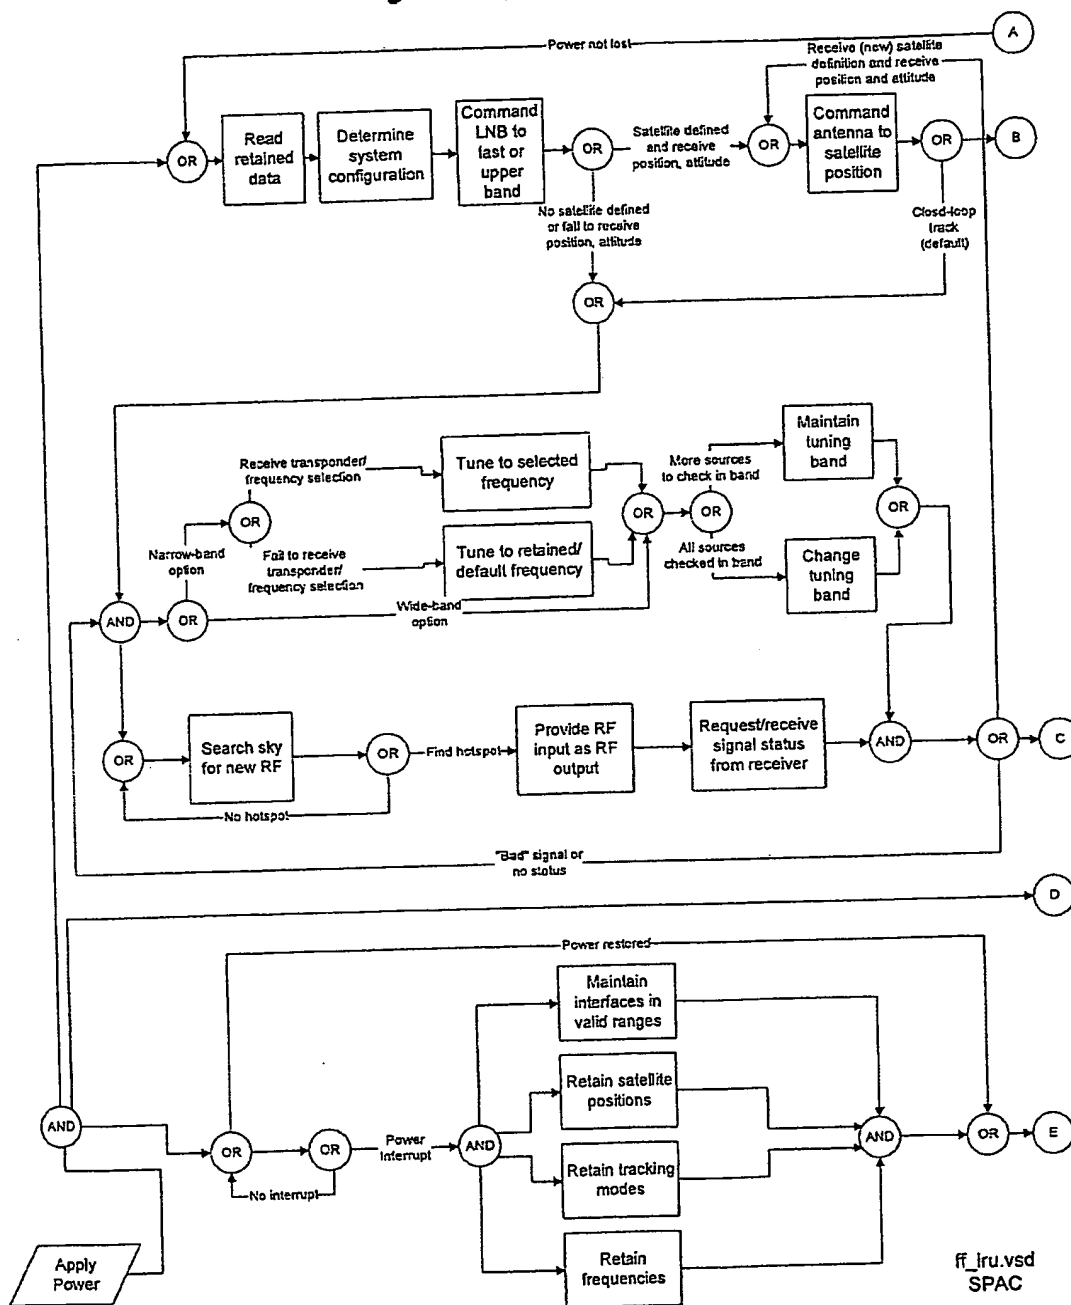 A
Power not lost
Receive (new) satellite
definition and receive
position and attitude
OR
Read
retained
data
Determine
system
configuration
Command
LNB to
last or
upper
band
OR
Satellite defined
and receive
position, attitude
OR
Command
antenna to
satellite
position
OR
B
No satellite defined
or fail to receive
position, attitude
Closd-loop
track
(default)
OR
Receive transponder/
frequency selection
Tune to selected
frequency
More sources
to check in band
Maintain
tuning
band
OR
OR
OR
OR
Narrow-band
option
Fail to receive
transponder/
frequency selection
Tune to retained/
default frequency
All sources
checked in band
Change
tuning
band
AND
OR
Wide-band
option
OR
Search sky
for new RF
OR
Find hotspot
Provide RF
input as RF
output
Request/receive
signal status
from receiver
AND
OR
C
No hotspot
"Bad" signal or
no status
D
Power restored
Maintain
interfaces in
valid ranges
Retain satellite
positions
AND
OR
OR
Power
Interrupt
AND
AND
OR
E
No interrupt
Retain tracking
modes
Retain
frequencies
Apply
Power
ff_lru.vsd
SPAC